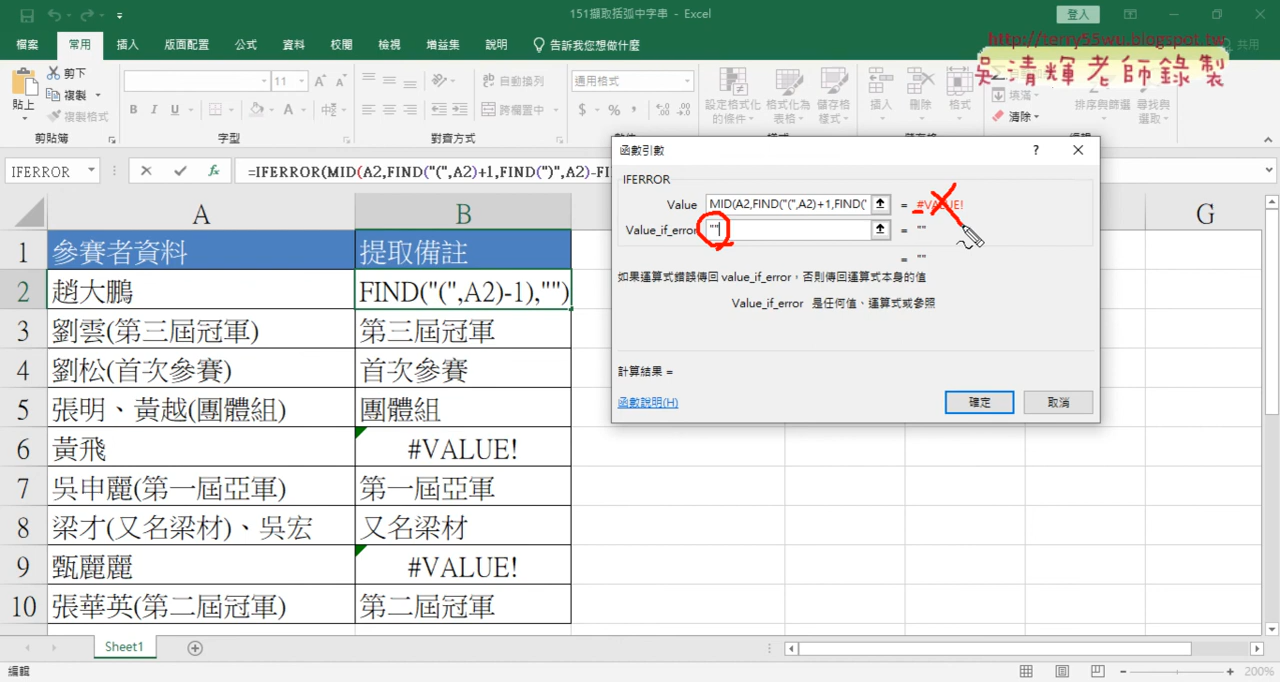 151擷取括弧中字串 - Excel
登入
http://terry55wu.blogspot.tw
吳清輝老師錄製
檔案 常用 插入 版面配置 公式 資料 校閱 檢視 增益集 說明 告訴我您想做什麼 共用
貼上 剪下 複製 複製格式
11
B I U
自動換列
跨欄置中
通用格式
設定格式化的條件 格式化為表格 儲存格樣式
插入 刪除 格式
填滿
清除
排序與篩選 尋找與選取
剪貼簿 字型 對齊方式
IFERROR =IFERROR(MID(A2,FIND("(",A2)+1,FIND(")",A2)-FI
函數引數
IFERROR
Value MID(A2,FIND("(",A2)+1,FIND(" = #VALUE!
Value_if_error "" = ""
= ""
如果運算式錯誤傳回 value_if_error，否則傳回運算式本身的值
Value_if_error 是任何值、運算式或參照
計算結果 =
函數說明(H)
確定 取消
A B G
1 參賽者資料 提取備註
2 趙大鵬 FIND("(",A2)-1),"")
3 劉雲(第三屆冠軍) 第三屆冠軍
4 劉松(首次參賽) 首次參賽
5 張明、黃越(團體組) 團體組
6 黃飛 #VALUE!
7 吳申麗(第一屆亞軍) 第一屆亞軍
8 梁才(又名梁材)、吳宏 又名梁材
9 甄麗麗 #VALUE!
10 張華英(第二屆冠軍) 第二屆冠軍
Sheet1
編輯
200%